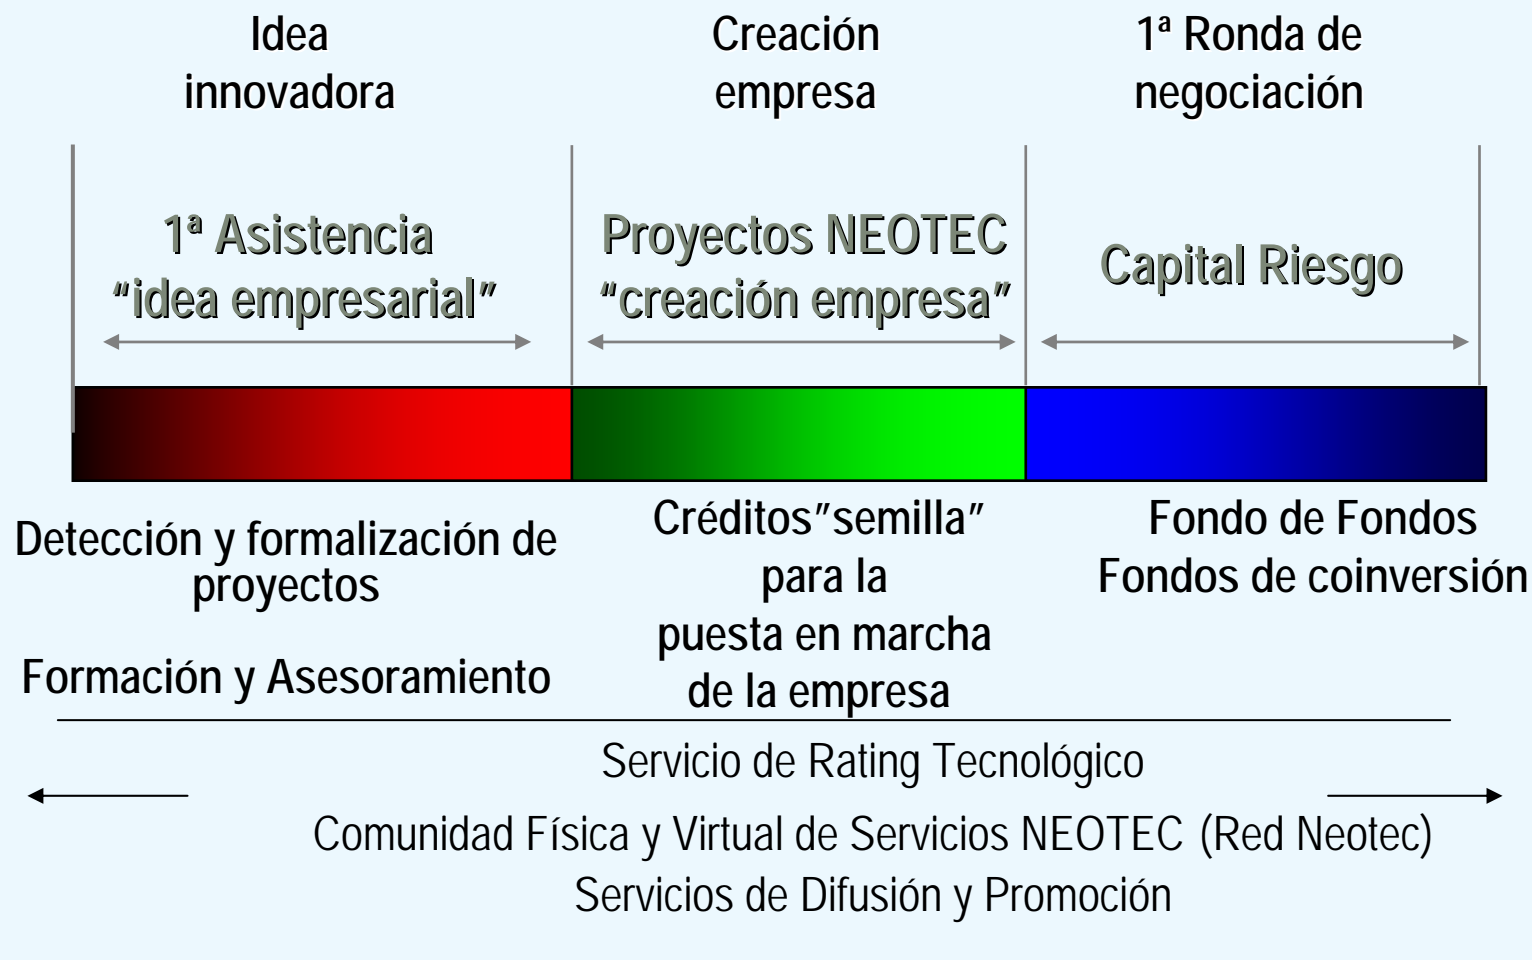 Idea
innovadora
Creación
empresa
1ª Ronda de
negociación
1ª Asistencia
“idea empresarial”
Proyectos NEOTEC
“creación empresa”
Capital Riesgo
Detección y formalización de
proyectos
Formación y Asesoramiento
Créditos”semilla”
para la
puesta en marcha
de la empresa
Fondo de Fondos
Fondos de coinversión
Servicio de Rating Tecnológico
Comunidad Física y Virtual de Servicios NEOTEC (Red Neotec)
Servicios de Difusión y Promoción